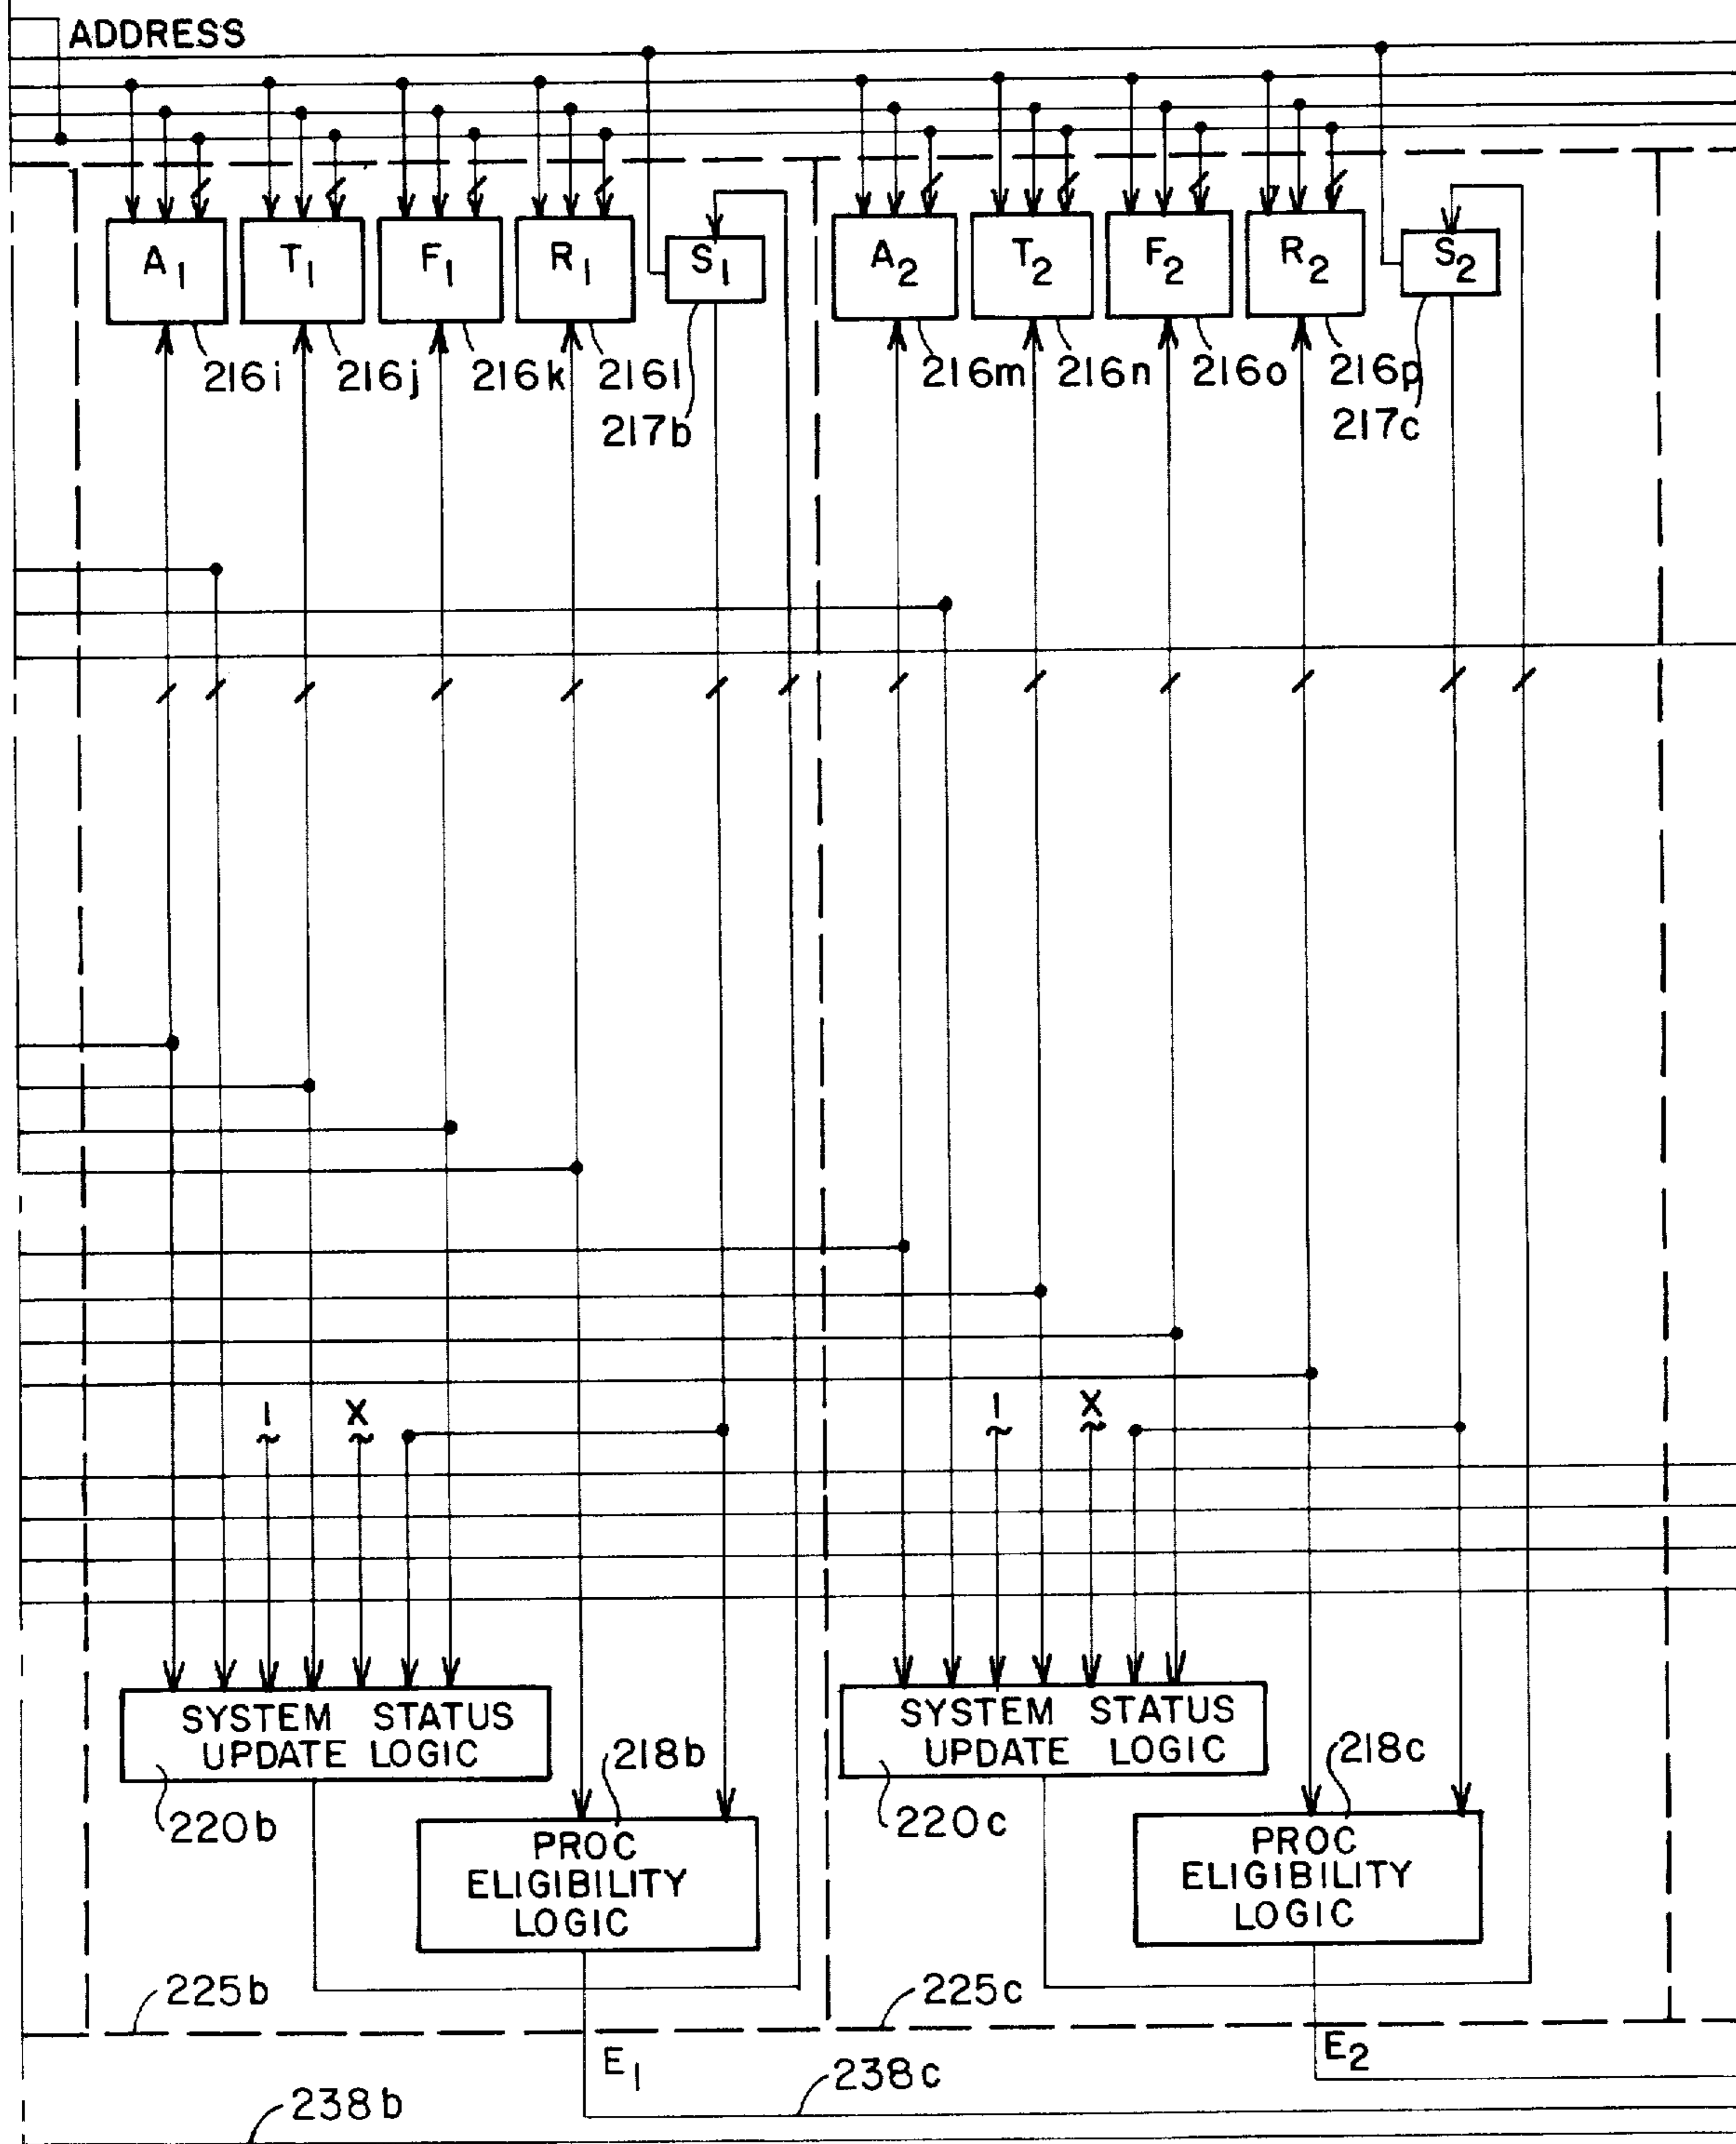 ADDRESS
A1 T1 F1 R1 S1 A2 T2 F2 R2 S2
216i 216j 216k 216l 216m 216n 216o 216p
217b 217c
I X I X
SYSTEM STATUS
UPDATE LOGIC
SYSTEM STATUS
UPDATE LOGIC
218b 218c
220b 220c
PROC
ELIGIBILITY
LOGIC
PROC
ELIGIBILITY
LOGIC
225b 225c
E1 E2
238c
238b